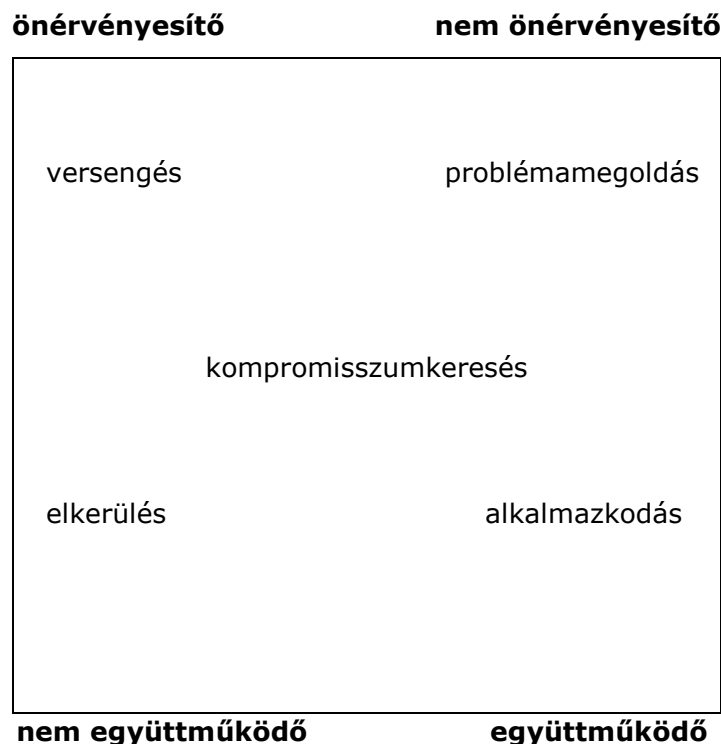 önérvényesítő nem önérvényesítő
versengés problémamegoldás
kompromisszumkeresés
elkerülés alkalmazkodás
nem együttműködő együttműködő